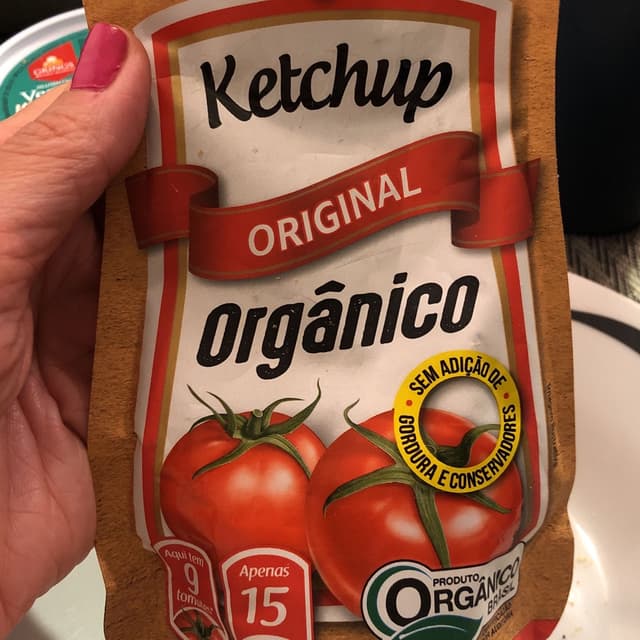 Ketchup
ORIGINAL
Orgânico
SEM ADIÇÃO DE
GORDURA E CONSERVADORES
Aqui tem
9
tomates
Apenas
15
PRODUTO
ORGÂNICO
BRASIL